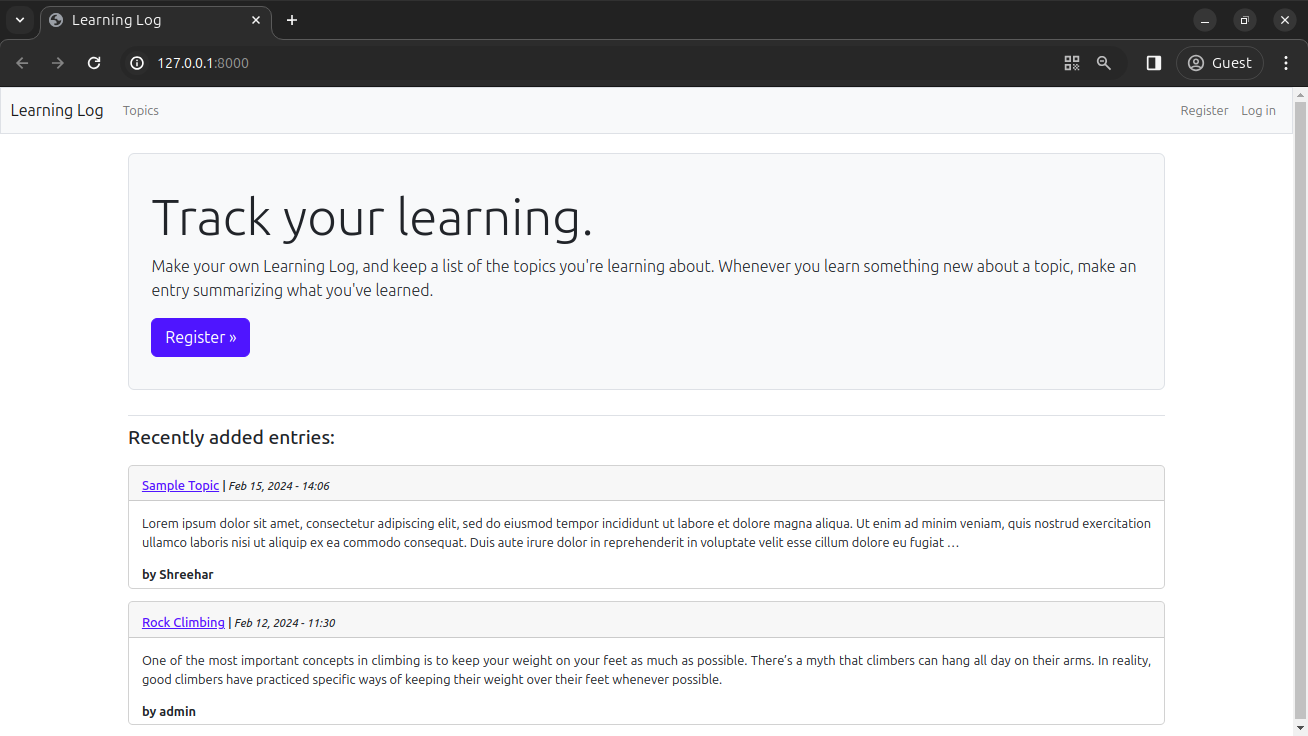 Learning Log
127.0.0.1:8000
Guest
Learning Log Topics Register Log in
Track your learning.
Make your own Learning Log, and keep a list of the topics you're learning about. Whenever you learn something new about a topic, make an
entry summarizing what you've learned.
Register »
Recently added entries:
Sample Topic | Feb 15, 2024 - 14:06
Lorem ipsum dolor sit amet, consectetur adipiscing elit, sed do eiusmod tempor incididunt ut labore et dolore magna aliqua. Ut enim ad minim veniam, quis nostrud exercitation
ullamco laboris nisi ut aliquip ex ea commodo consequat. Duis aute irure dolor in reprehenderit in voluptate velit esse cillum dolore eu fugiat …
by Shreehar
Rock Climbing | Feb 12, 2024 - 11:30
One of the most important concepts in climbing is to keep your weight on your feet as much as possible. There’s a myth that climbers can hang all day on their arms. In reality,
good climbers have practiced specific ways of keeping their weight over their feet whenever possible.
by admin